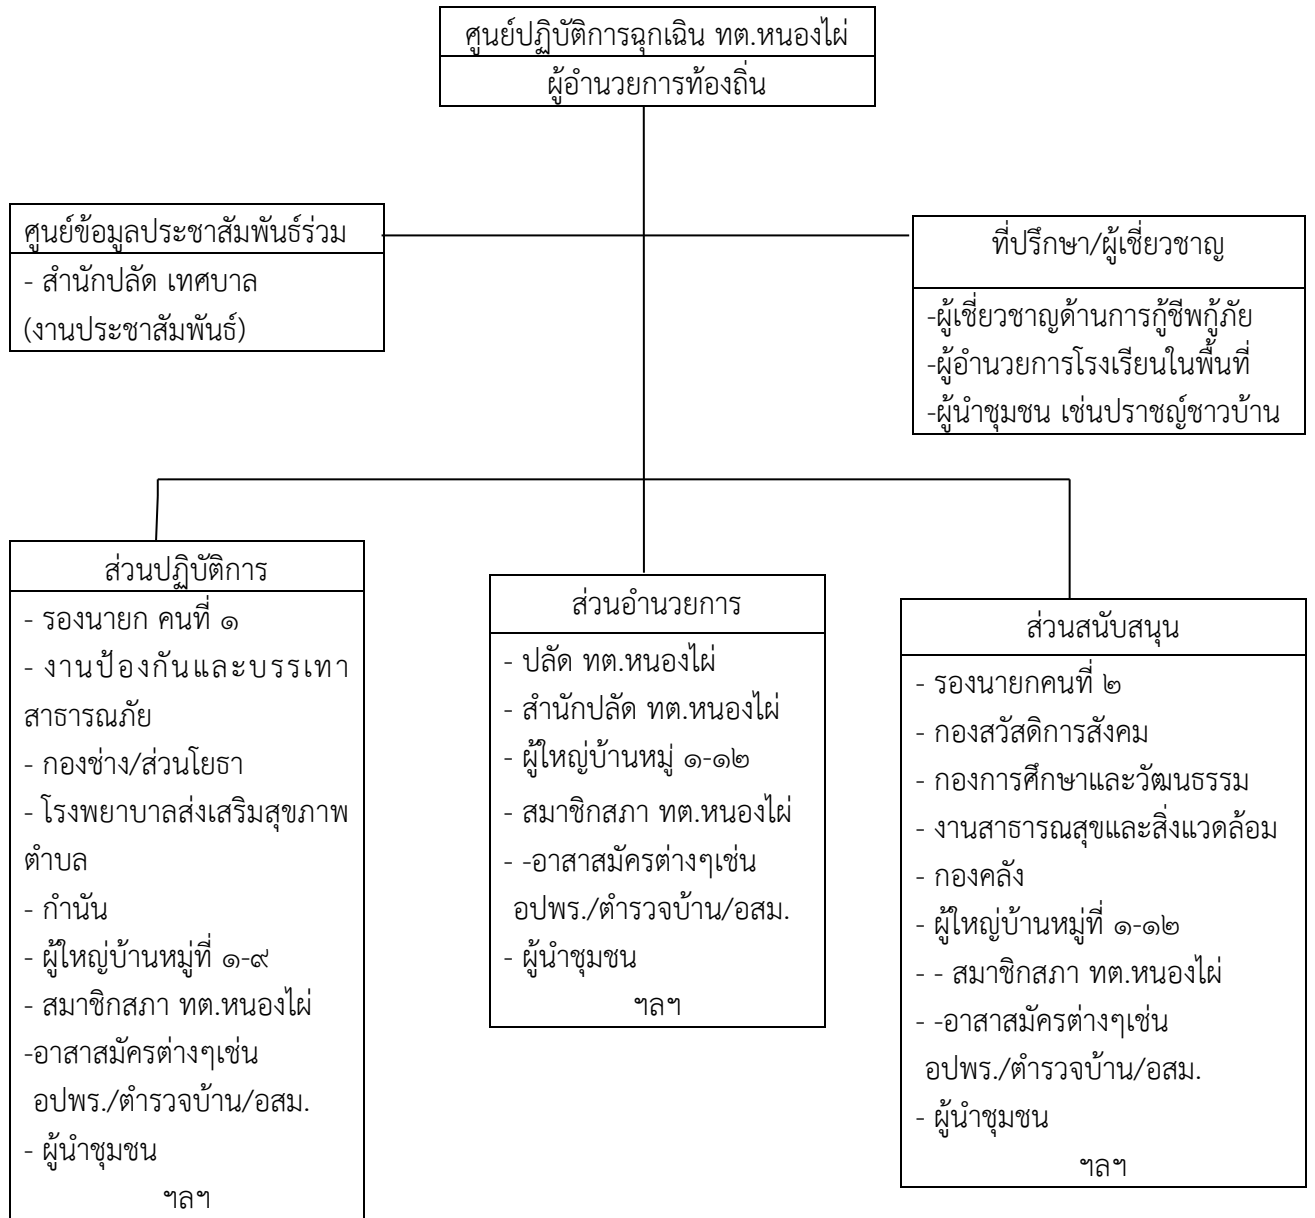 ศูนย์ปฏิบัติการฉุกเฉิน ทต.หนองไผ่
ผู้อำนวยการท้องถิ่น
ศูนย์ข้อมูลประชาสัมพันธ์ร่วม
- สำนักปลัด เทศบาล
(งานประชาสัมพันธ์)
ที่ปรึกษา/ผู้เชี่ยวชาญ
-ผู้เชี่ยวชาญด้านการกู้ชีพกู้ภัย
-ผู้อำนวยการโรงเรียนในพื้นที่
-ผู้นำชุมชน เช่นปราชญ์ชาวบ้าน
ส่วนปฏิบัติการ
- รองนายก คนที่ ๑
- งานป้องกันและบรรเทา
สาธารณภัย
- กองช่าง/ส่วนโยธา
- โรงพยาบาลส่งเสริมสุขภาพ
ตำบล
- กำนัน
- ผู้ใหญ่บ้านหมู่ที่ ๑-๙
- สมาชิกสภา ทต.หนองไผ่
-อาสาสมัครต่างๆเช่น
อปพร./ตำรวจบ้าน/อสม.
- ผู้นำชุมชน
ฯลฯ
ส่วนอำนวยการ
- ปลัด ทต.หนองไผ่
- สำนักปลัด ทต.หนองไผ่
- ผู้ใหญ่บ้านหมู่ ๑-๑๒
- สมาชิกสภา ทต.หนองไผ่
- -อาสาสมัครต่างๆเช่น
อปพร./ตำรวจบ้าน/อสม.
- ผู้นำชุมชน
ฯลฯ
ส่วนสนับสนุน
- รองนายกคนที่ ๒
- กองสวัสดิการสังคม
- กองการศึกษาและวัฒนธรรม
- งานสาธารณสุขและสิ่งแวดล้อม
- กองคลัง
- ผู้ใหญ่บ้านหมู่ที่ ๑-๑๒
- - สมาชิกสภา ทต.หนองไผ่
- -อาสาสมัครต่างๆเช่น
อปพร./ตำรวจบ้าน/อสม.
- ผู้นำชุมชน
ฯลฯ